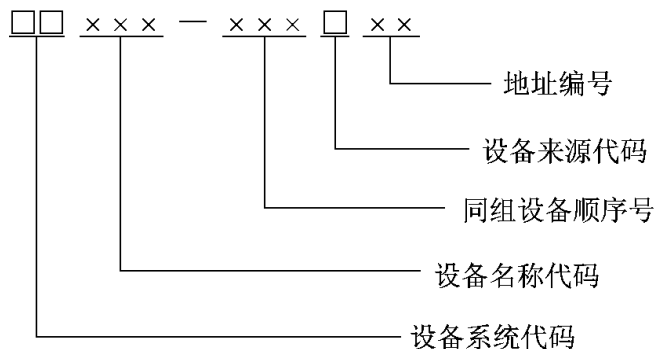 □□ ××× — ××× □ ××
地址编号
设备来源代码
同组设备顺序号
设备名称代码
设备系统代码